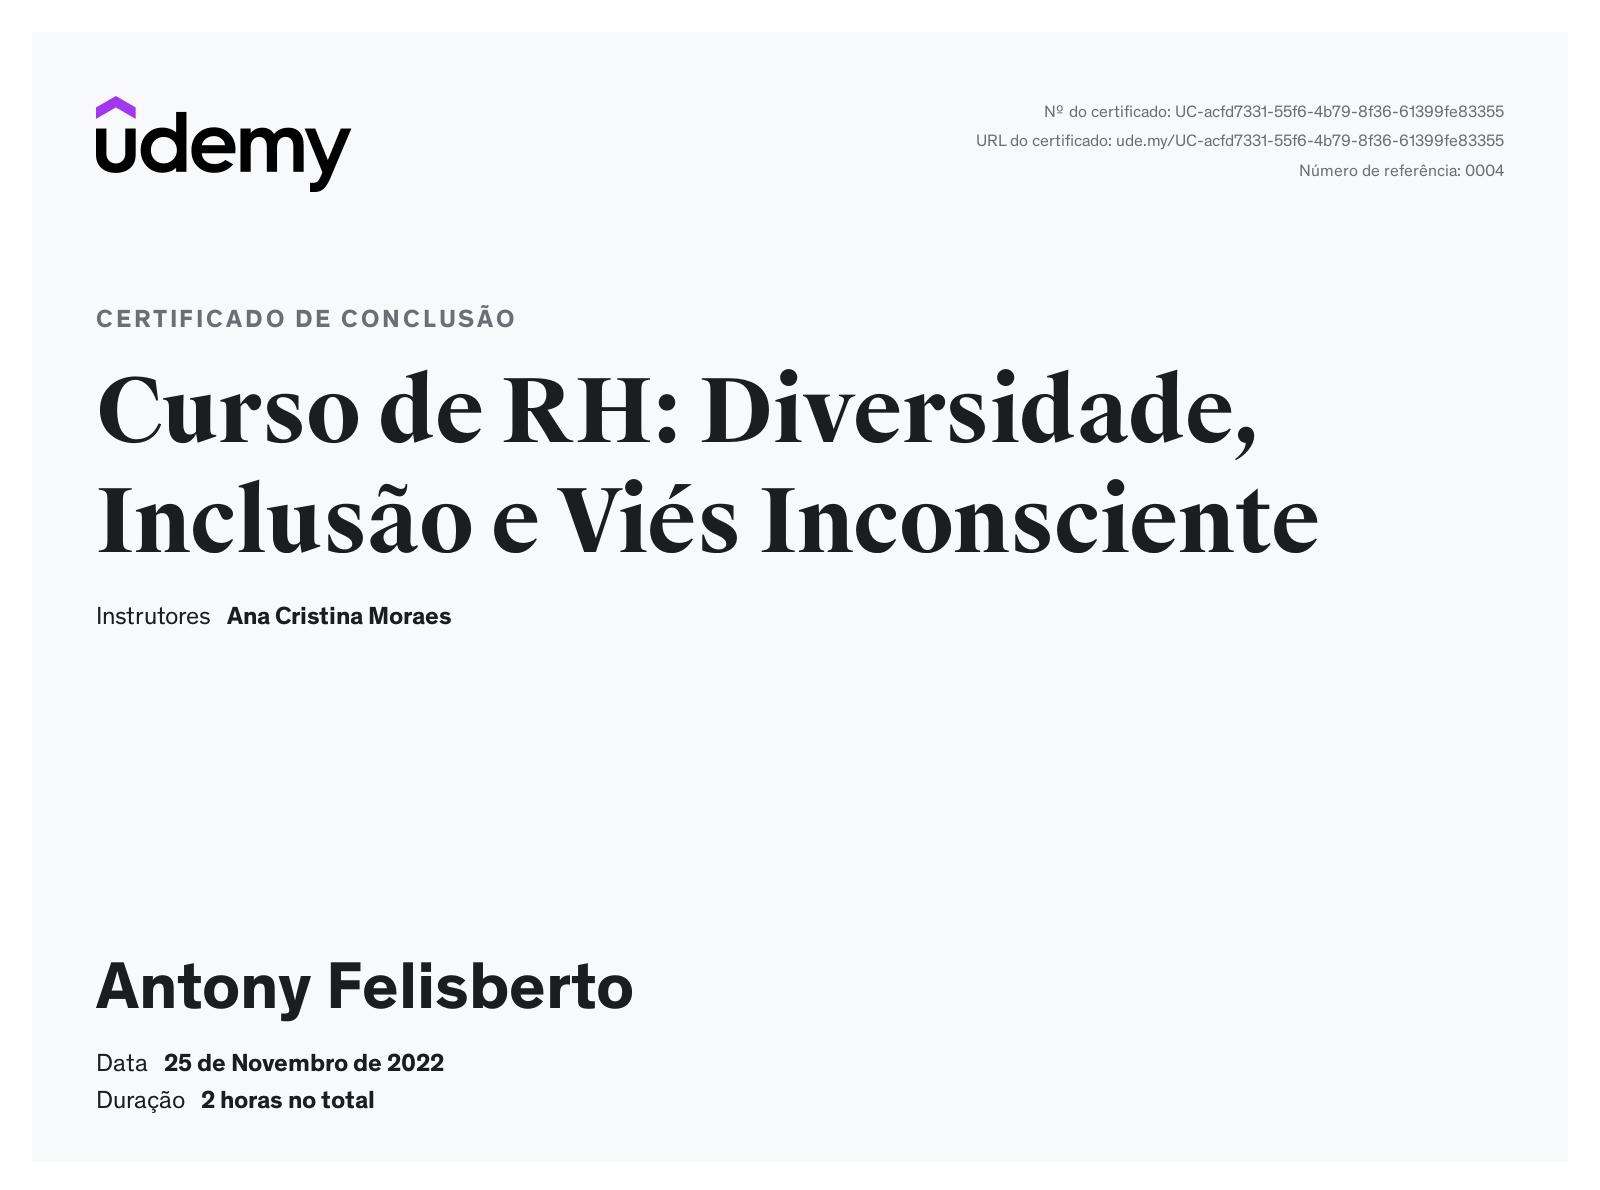 udemy
Nº do certificado: UC-acfd7331-55f6-4b79-8f36-61399fe83355
URL do certificado: ude.my/UC-acfd7331-55f6-4b79-8f36-61399fe83355
Número de referência: 0004
CERTIFICADO DE CONCLUSÃO
Curso de RH: Diversidade,
Inclusão e Viés Inconsciente
Instrutores Ana Cristina Moraes
Antony Felisberto
Data 25 de Novembro de 2022
Duração 2 horas no total